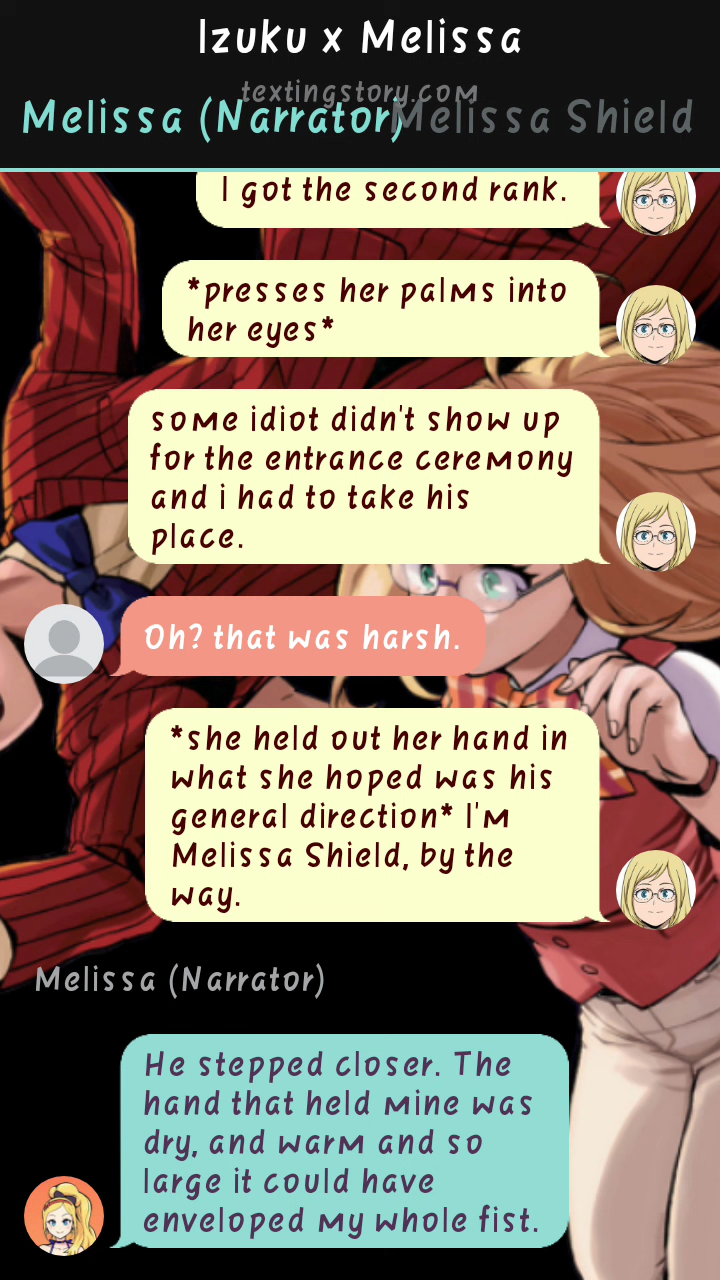 Izuku x Melissa
textingstory.com
Melissa (Narrator)
Melissa Shield
I got the second rank.
*presses her palms into
her eyes*
some idiot didn't show up
for the entrance ceremony
and i had to take his
place.
Oh? that was harsh.
*she held out her hand in
what she hoped was his
general direction* I'm
Melissa Shield, by the
way.
Melissa (Narrator)
He stepped closer. The
hand that held mine was
dry, and warm and so
large it could have
enveloped my whole fist.